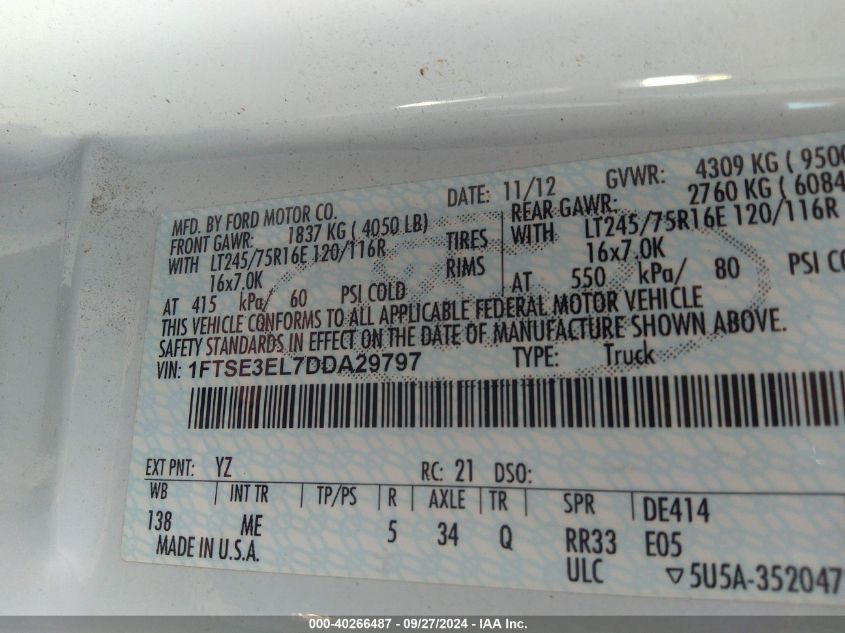 MFD. BY FORD MOTOR CO. DATE: 11/12 GVWR: 4309 KG ( 9500
FRONT GAWR: 1837 KG ( 4050 LB) REAR GAWR: 2760 KG ( 6084
WITH LT245/75R16E 120/116R TIRES WITH LT245/75R16E 120/116R
16x7.0K RIMS 16x7.0K
AT 415 kPa/ 60 PSI COLD AT 550 kPa/ 80 PSI CO
THIS VEHICLE CONFORMS TO ALL APPLICABLE FEDERAL MOTOR VEHICLE
SAFETY STANDARDS IN EFFECT ON THE DATE OF MANUFACTURE SHOWN ABOVE.
VIN: 1FTSE3EL7DDA29797 TYPE: Truck
EXT PNT: YZ RC: 21 DSO:
WB INT TR TP/PS R AXLE TR SPR DE414
138 ME 5 34 Q RR33 E05
MADE IN U.S.A. ULC ▽5U5A-352047
000-40266487 - 09/27/2024 - IAA Inc.